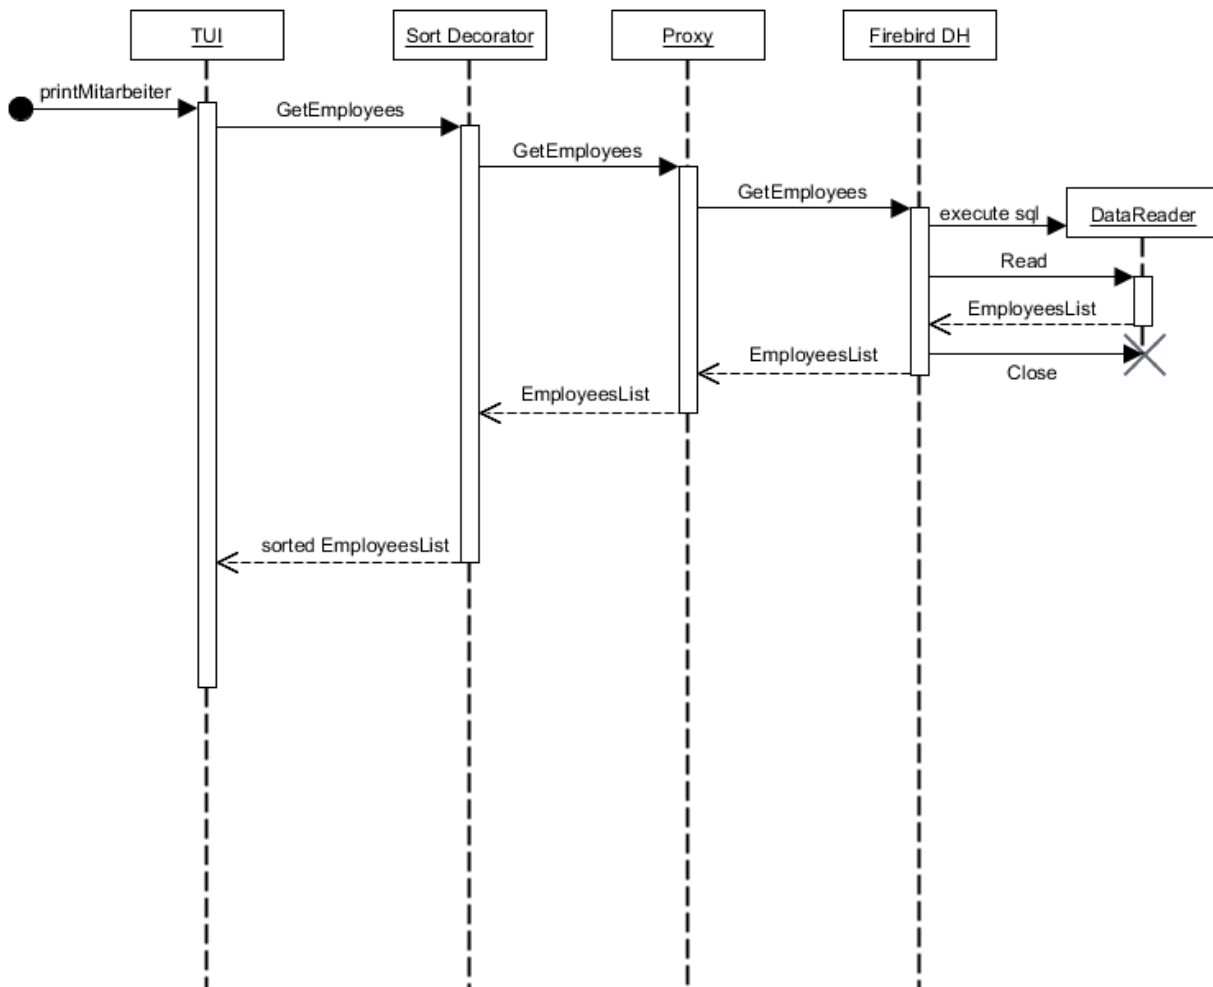 TUI
Sort Decorator
Proxy
Firebird DH
printMitarbeiter
GetEmployees
GetEmployees
GetEmployees
execute sql
DataReader
Read
EmployeesList
EmployeesList
Close
EmployeesList
sorted EmployeesList